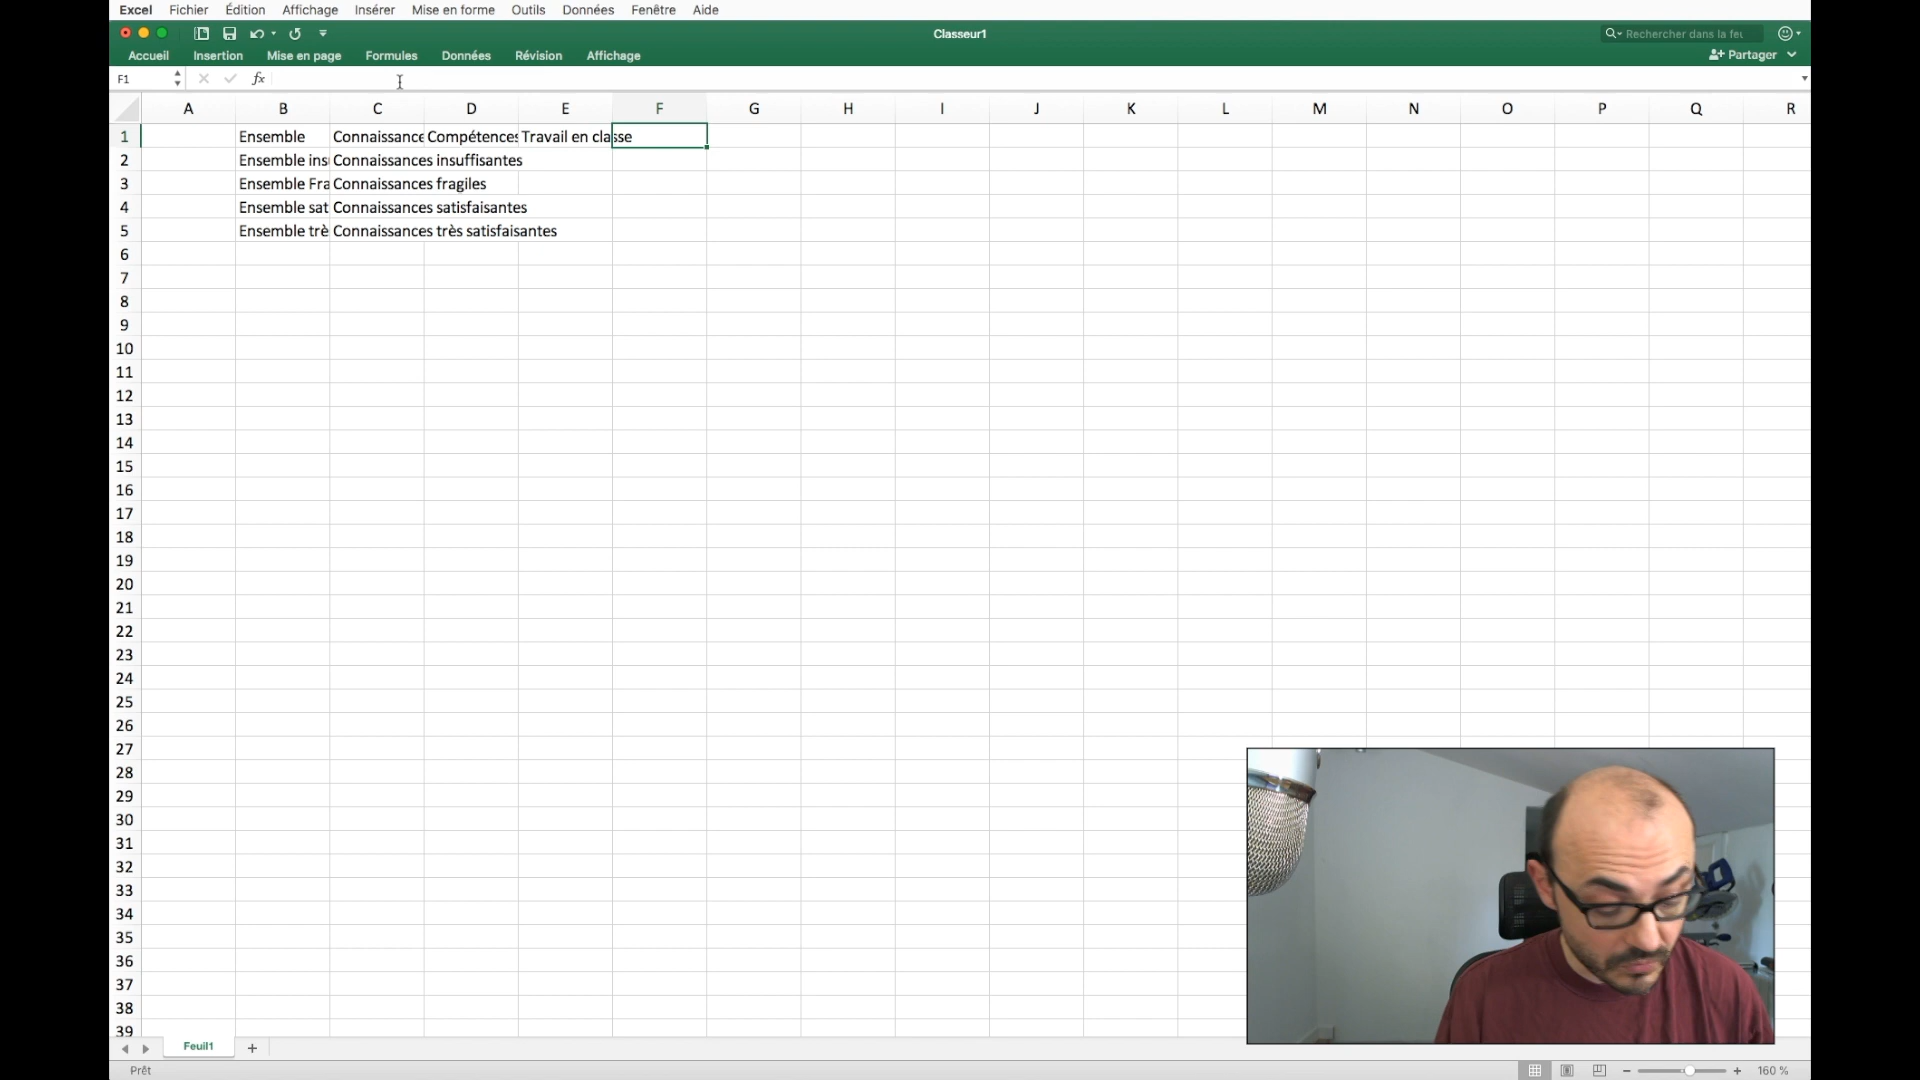 Excel Fichier Édition Affichage Insérer Mise en forme Outils Données Fenêtre Aide
Classeur1
Rechercher dans la feu
Accueil Insertion Mise en page Formules Données Révision Affichage
Partager
F1 fx
A B C D E F G H I J K L M N O P Q R
1 Ensemble Connaissance Compétences Travail en classe
2 Ensemble ins Connaissances insuffisantes
3 Ensemble Fra Connaissances fragiles
4 Ensemble sat Connaissances satisfaisantes
5 Ensemble trè Connaissances très satisfaisantes
6
7
8
9
10
11
12
13
14
15
16
17
18
19
20
21
22
23
24
25
26
27
28
29
30
31
32
33
34
35
36
37
38
39
Feuil1
Prêt
160 %